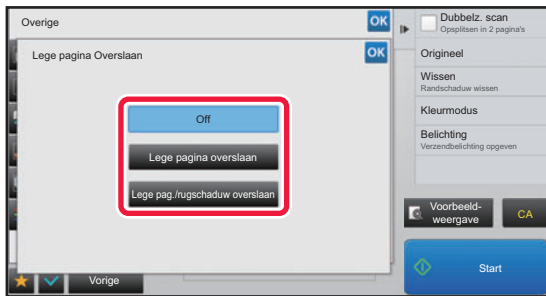 Overige
OK
Lege pagina Overslaan
OK
Off
Lege pagina overslaan
Lege pag./rugschaduw overslaan
Vorige
Dubbelz. scan
Opsplitsen in 2 pagina's
Origineel
Wissen
Randschaduw wissen
Kleurmodus
Belichting
Verzendbelichting opgeven
Voorbeeld-
weergave
CA
Start